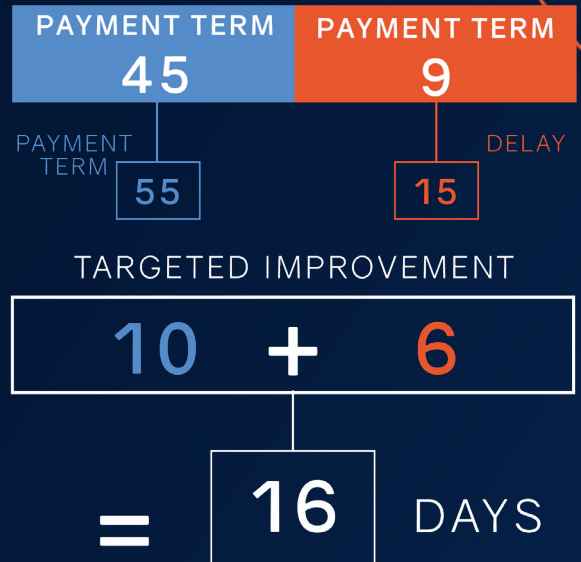 PAYMENT TERM PAYMENT TERM
45 9
PAYMENT
TERM
DELAY
55 15
TARGETED IMPROVEMENT
10 + 6
= 16 DAYS